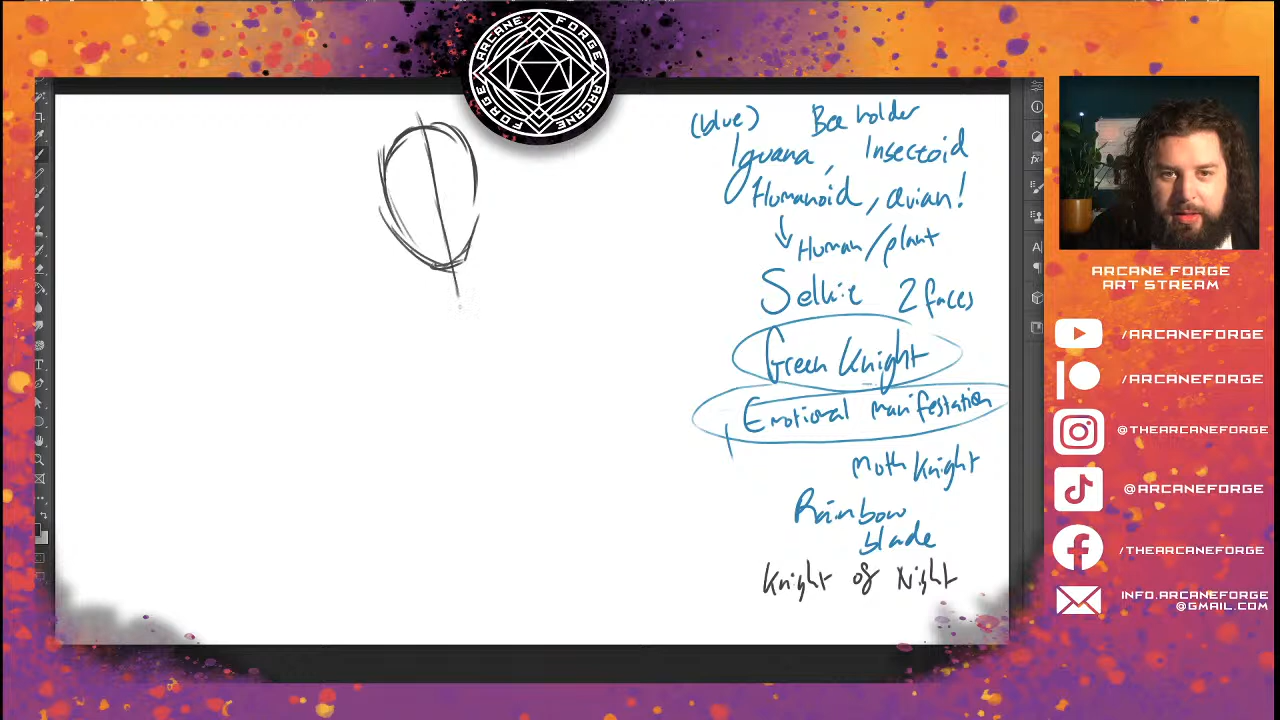 ARCANE FORGE ARCANE FORGE
(blue) Bee holder
Iguana, Insectoid
Humanoid, avian!
↓ Human/plant
Selkie 2 faces
Green Knight
Emotional manifestation
Moth Knight
Rainbow
blade
Knight of Night
ARCANE FORGE
ART STREAM
/ARCANEFORGE
/ARCANEFORGE
@THEARCANEFORGE
@ARCANEFORGE
/THEARCANEFORGE
INFO.ARCANEFORGE
@GMAIL.COM